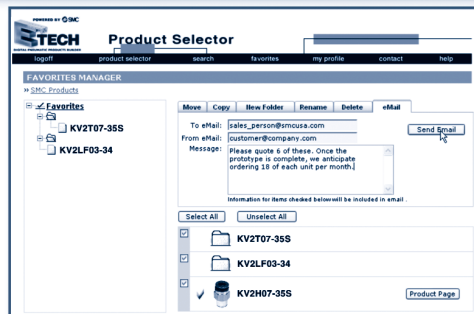 POWERED BY SMC
ETECH
Product Selector
DIGITAL PNEUMATIC PRODUCTS BUREAU
logoff product selector search favorites my profile contact help
FAVORITES MANAGER
» SMC Products
Favorites
KV2T07-35S
KV2LF03-34
Move Copy New Folder Rename Delete eMail
To eMail: sales_person@smcusa.com
Send Email
From eMail: customer@company.com
Message: Please quote 6 of these. Once the
prototype is complete, we anticipate
ordering 18 of each unit per month.
Information for items checked below will be included in email .
Select All Unselect All
KV2T07-35S
KV2LF03-34
KV2H07-35S
Product Page